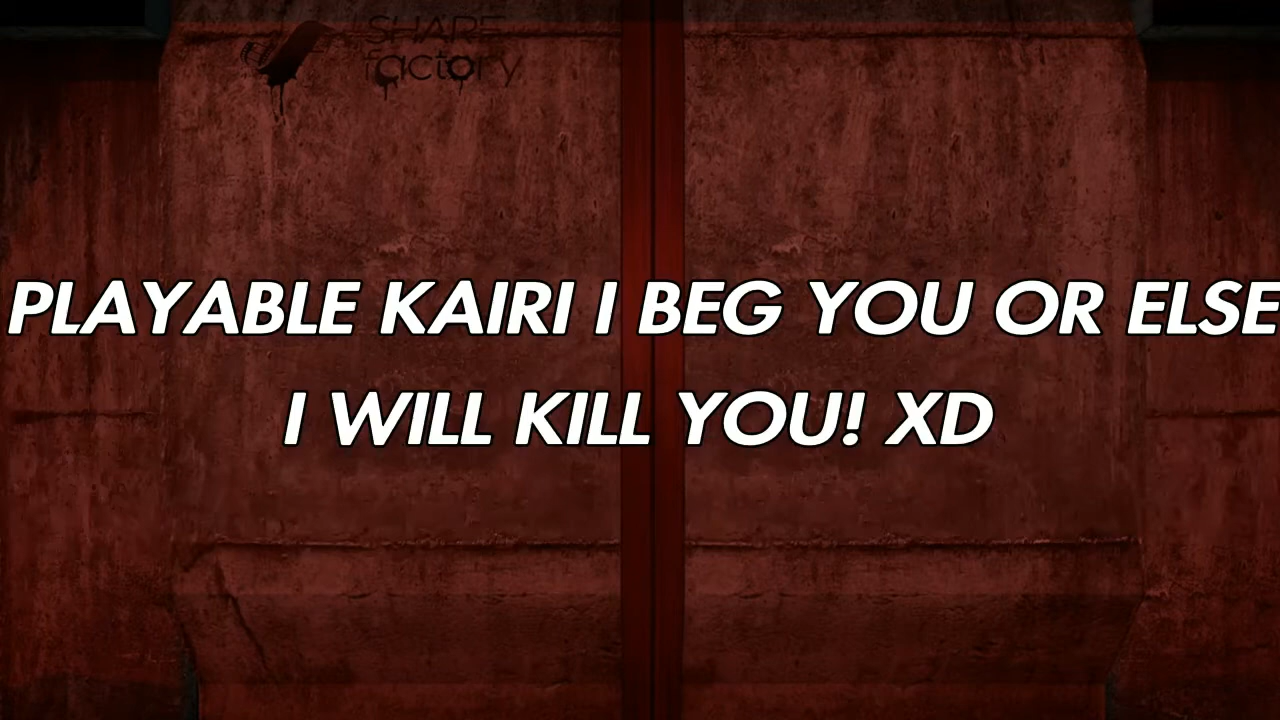 SHARE
factory
PLAYABLE KAIRI I BEG YOU OR ELSE
I WILL KILL YOU! XD